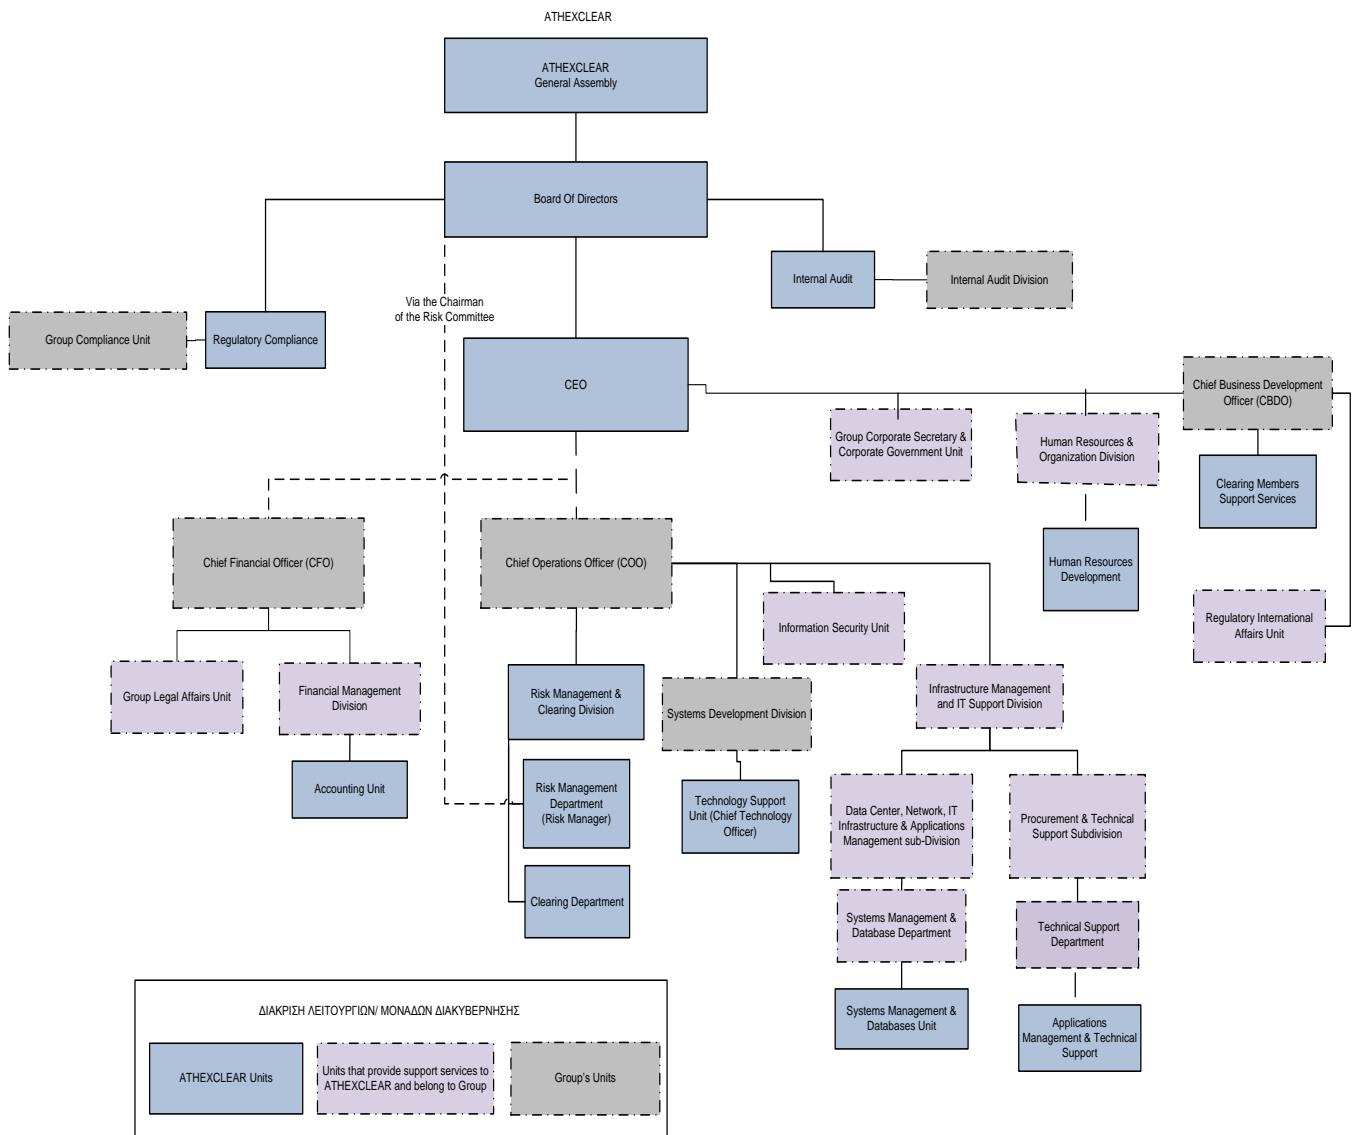 ATHEXCLEAR
ATHEXCLEAR
General Assembly
Board Of Directors
Internal Audit
Internal Audit Division
Via the Chairman
of the Risk Committee
Group Compliance Unit
Regulatory Compliance
CEO
Chief Business Development
Officer (CBDO)
Group Corporate Secretary &
Corporate Government Unit
Human Resources &
Organization Division
Clearing Members
Support Services
Chief Financial Officer (CFO)
Chief Operations Officer (COO)
Human Resources
Development
Information Security Unit
Regulatory International
Affairs Unit
Group Legal Affairs Unit
Financial Management
Division
Risk Management &
Clearing Division
Systems Development Division
Infrastructure Management
and IT Support Division
Accounting Unit
Risk Management
Department
(Risk Manager)
Technology Support
Unit (Chief Technology
Officer)
Data Center, Network, IT
Infrastructure & Applications
Management sub-Division
Procurement & Technical
Support Subdivision
Clearing Department
Systems Management &
Database Department
Technical Support
Department
Systems Management &
Databases Unit
Applications
Management & Technical
Support
ΔΙΑΚΡΙΣΗ ΛΕΙΤΟΥΡΓΙΩΝ/ ΜΟΝΑΔΩΝ ΔΙΑΚΥΒΕΡΝΗΣΗΣ
ATHEXCLEAR Units
Units that provide support services to
ATHEXCLEAR and belong to Group
Group's Units